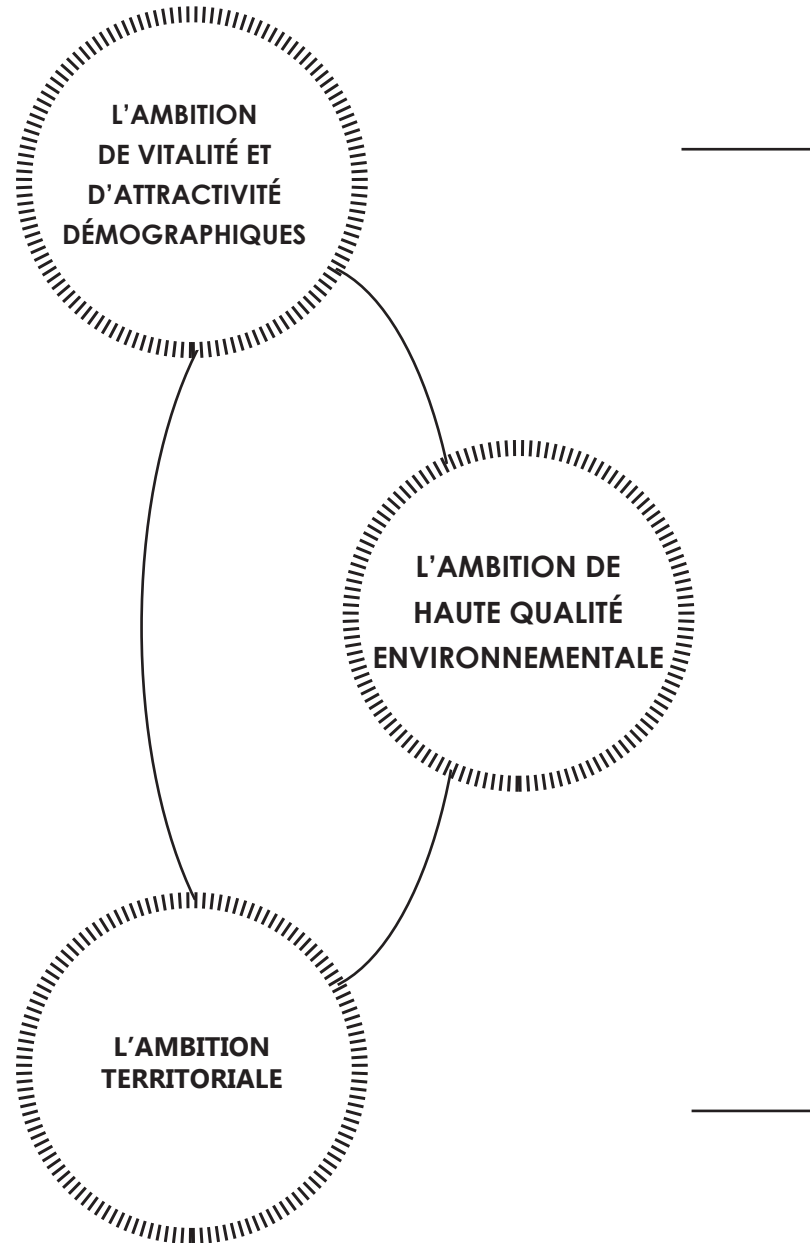 L’AMBITION
DE VITALITÉ ET
D’ATTRACTIVITÉ
DÉMOGRAPHIQUES
L’AMBITION DE
HAUTE QUALITÉ
ENVIRONNEMENTALE
L’AMBITION
TERRITORIALE